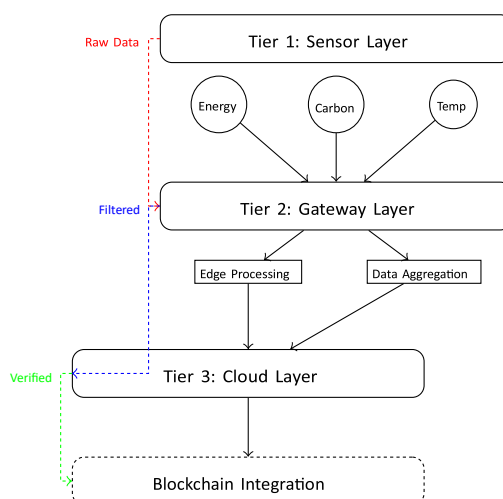 Raw Data
Tier 1: Sensor Layer
Energy
Carbon
Temp
Filtered
Tier 2: Gateway Layer
Edge Processing
Data Aggregation
Verified
Tier 3: Cloud Layer
Blockchain Integration